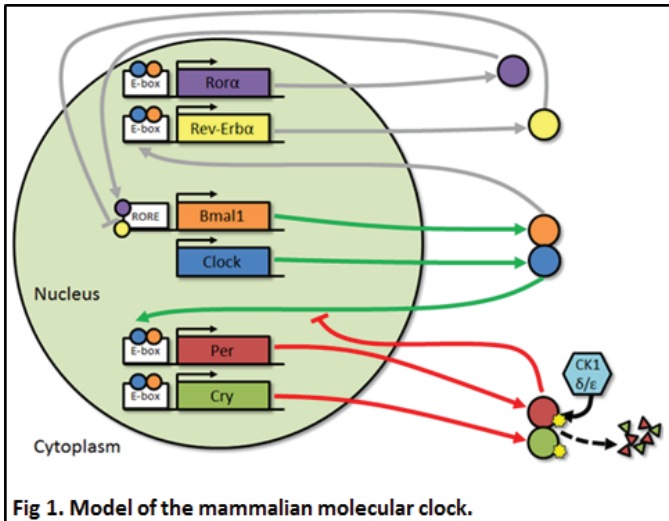 E-box
Rorα
E-box
Rev-Erbα
RORE
Bmal1
Clock
Nucleus
E-box
Per
CK1
δ/ε
E-box
Cry
Cytoplasm
Fig 1. Model of the mammalian molecular clock.